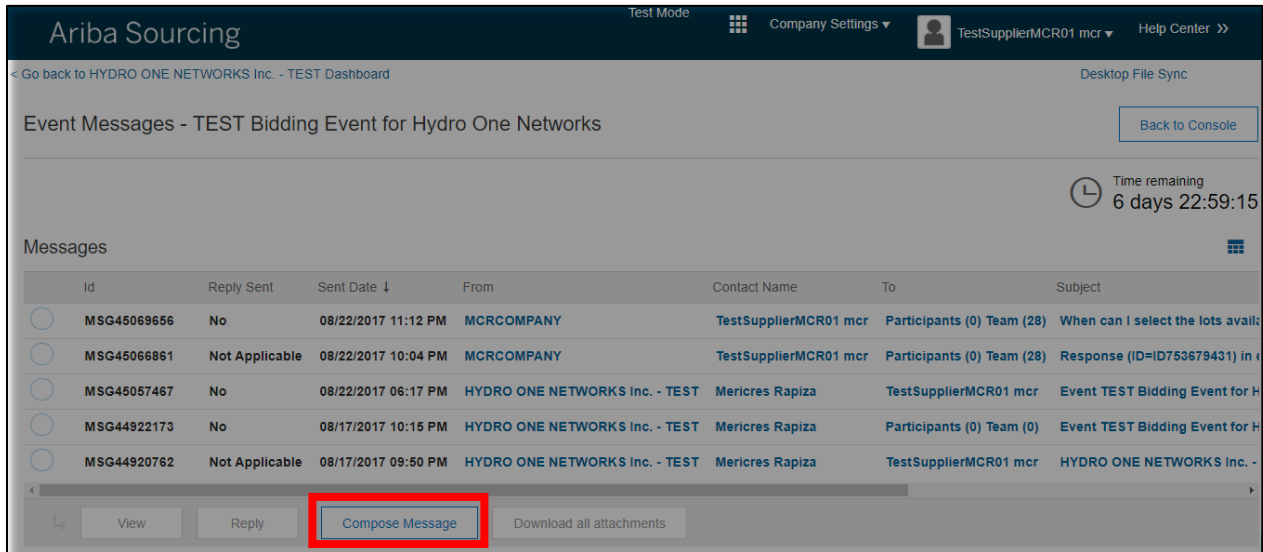 Test Mode
Ariba Sourcing
Company Settings ▾
TestSupplierMCR01 mcr ▾
Help Center »
< Go back to HYDRO ONE NETWORKS Inc. - TEST Dashboard
Desktop File Sync
Event Messages - TEST Bidding Event for Hydro One Networks
Back to Console
Time remaining
6 days 22:59:15
Messages
Id Reply Sent Sent Date ↓ From Contact Name To Subject
MSG45069656 No 08/22/2017 11:12 PM MCRCOMPANY TestSupplierMCR01 mcr Participants (0) Team (28) When can I select the lots
MSG45066861 Not Applicable 08/22/2017 10:04 PM MCRCOMPANY TestSupplierMCR01 mcr Participants (0) Team (28) Response (ID=ID753679431) in
MSG45057467 No 08/22/2017 06:17 PM HYDRO ONE NETWORKS Inc. - TEST Mericres Rapiza TestSupplierMCR01 mcr Event TEST Bidding Event for H
MSG44922173 No 08/17/2017 10:15 PM HYDRO ONE NETWORKS Inc. - TEST Mericres Rapiza Participants (0) Team (0) Event TEST Bidding Event for H
MSG44920762 Not Applicable 08/17/2017 09:50 PM HYDRO ONE NETWORKS Inc. - TEST Mericres Rapiza TestSupplierMCR01 mcr HYDRO ONE NETWORKS Inc. -
View Reply Compose Message Download all attachments